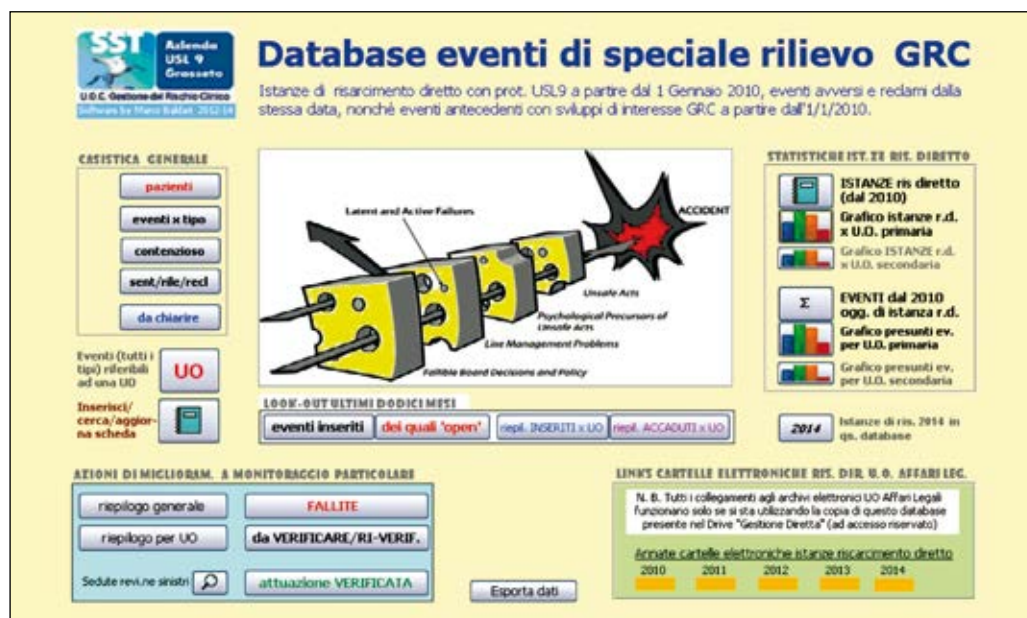 SST
Azienda
USL 9
Grosseto
U.O.C. Gestione del Rischio Clinico
Database eventi di speciale rilievo GRC
Istanze di risarcimento diretto con prot. USL9 a partire dal 1 Gennaio 2010, eventi avversi e reclami dalla
stessa data, nonchè eventi antecedenti con sviluppi di interesse GRC a partire dall'1/1/2010.
CASISTICA GENERALE
pazienti
eventi x tipo
contenzioso
sent/rile/recl
da chiarire
Eventi (tutti i
tipi) riferibili
ad una UO
UO
Inserisci/
cerca/aggior-
na scheda
Latent and Active Failures
ACCIDENT
Unsafe Acts
Psychological Precursors of
Unsafe Acts
Line Management Problems
Fallible Board Decisions and Policy
LOOK-OUT ULTIMI DODICI MESI
eventi inseriti
dei quali 'open'
riepil. INSERITI x UO
riepil. ACCADUTI x UO
STATISTICHE IST.ZE RIS. DIRETTO
ISTANZE ris diretto
(dal 2010)
Grafico istanze r.d.
x U.O. primaria
Grafico ISTANZE r.d.
x U.O. secondaria
Σ
EVENTI dal 2010
ogg. di istanza r.d.
Grafico presunti ev.
per U.O. primaria
Grafico presunti ev.
per U.O. secondaria
2014
Istanze di ris. 2014 in
qs. database
AZIONI DI MIGLIORAM. A MONITORAGGIO PARTICOLARE
riepilogo generale
FALLITE
riepilogo per UO
da VERIFICARE/RI-VERIF.
Sedute revi.ne sinistri
attuazione VERIFICATA
Esporta dati
LINKS CARTELLE ELETTRONICHE RIS. DIR. U.O. AFFARI LEG.
N. B. Tutti i collegamenti agli archivi elettronici UO Affari Legali
funzionano solo se si sta utilizzando la copia di questo database
presente nel Drive "Gestione Diretta" (ad accesso riservato)
Annate cartelle elettroniche istanze riscarcimento diretto
2010 2011 2012 2013 2014